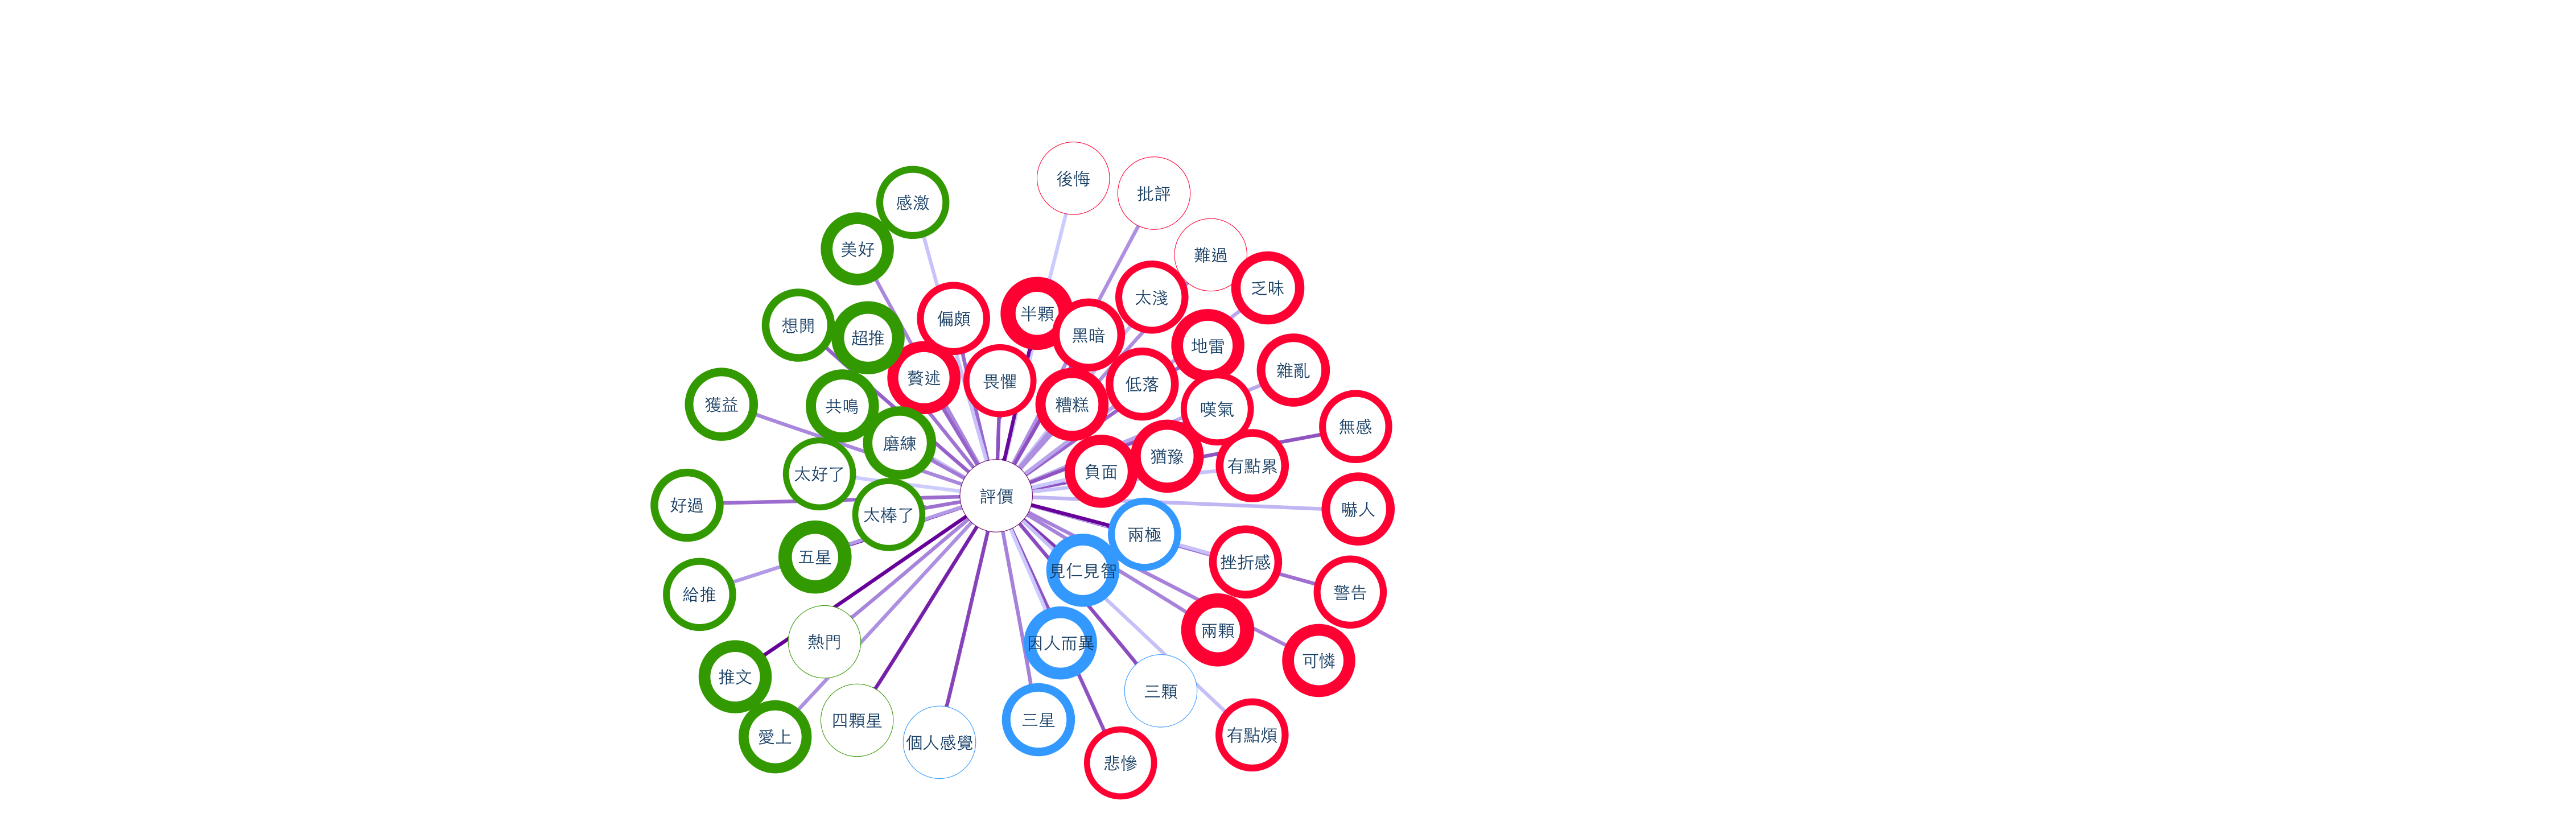 後悔
批評
感激
美好
難過
乏味
太淺
半顆
偏頗
想開
超推
黑暗
地雷
雜亂
贅述
畏懼
低落
獲益
共鳴
糟糕
嘆氣
無感
磨練
猶豫
有點累
負面
太好了
評價
好過
太棒了
嚇人
兩極
五星
挫折感
見仁見智
警告
給推
兩顆
熱門
因人而異
可憐
推文
三顆
四顆星
三星
愛上
有點煩
個人感覺
悲慘